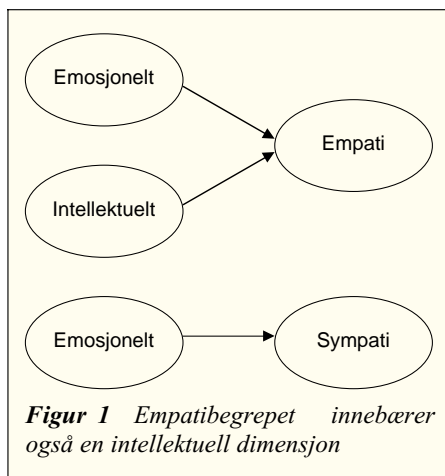 Emosjonelt
Empati
Intellektuelt
Emosjonelt
Sympati
Figur 1 Empatibegrepet innebærer
også en intellektuell dimensjon